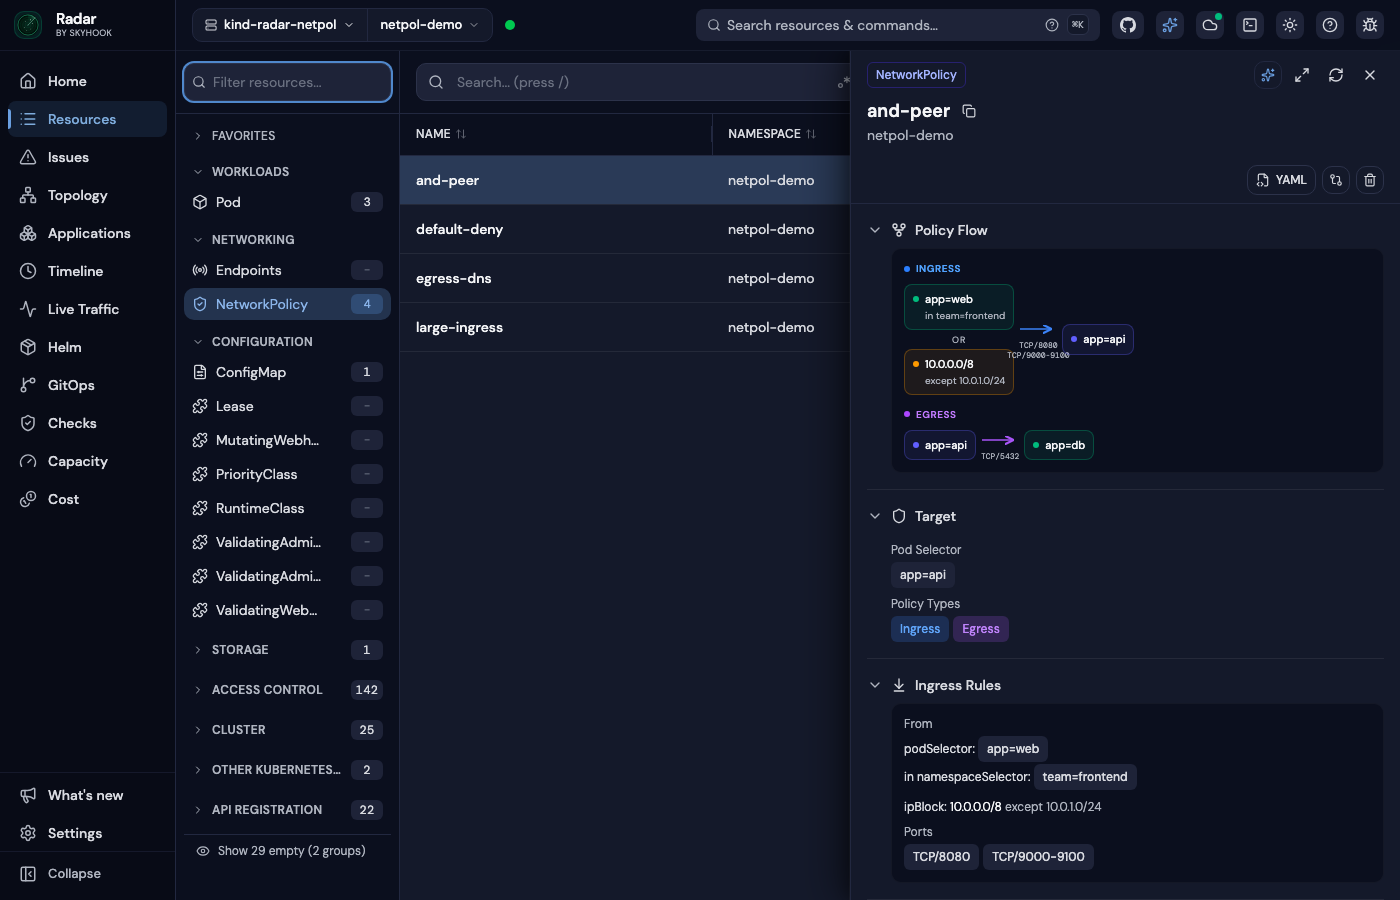 Radar
BY SKYHOOK
kind-radar-netpol
netpol-demo
Search resources & commands...
⌘K
Home
Resources
Issues
Topology
Applications
Timeline
Live Traffic
Helm
GitOps
Checks
Capacity
Cost
What's new
Settings
Collapse
Filter resources...
FAVORITES
WORKLOADS
Pod 3
NETWORKING
Endpoints -
NetworkPolicy 4
CONFIGURATION
ConfigMap 1
Lease -
MutatingWebh... -
PriorityClass -
RuntimeClass -
ValidatingAdmi... -
ValidatingAdmi... -
ValidatingWeb... -
STORAGE 1
ACCESS CONTROL 142
CLUSTER 25
OTHER KUBERNETES... 2
API REGISTRATION 22
Show 29 empty (2 groups)
Search... (press /)
.*
NAME NAMESPACE
and-peer netpol-demo
default-deny netpol-demo
egress-dns netpol-demo
large-ingress netpol-demo
NetworkPolicy
and-peer
netpol-demo
YAML
Policy Flow
INGRESS
app=web
in team=frontend
OR
10.0.0.0/8
except 10.0.1.0/24
TCP/8080
TCP/9000-9100
app=api
EGRESS
app=api
TCP/5432
app=db
Target
Pod Selector
app=api
Policy Types
Ingress Egress
Ingress Rules
From
podSelector: app=web
in namespaceSelector: team=frontend
ipBlock: 10.0.0.0/8 except 10.0.1.0/24
Ports
TCP/8080 TCP/9000-9100